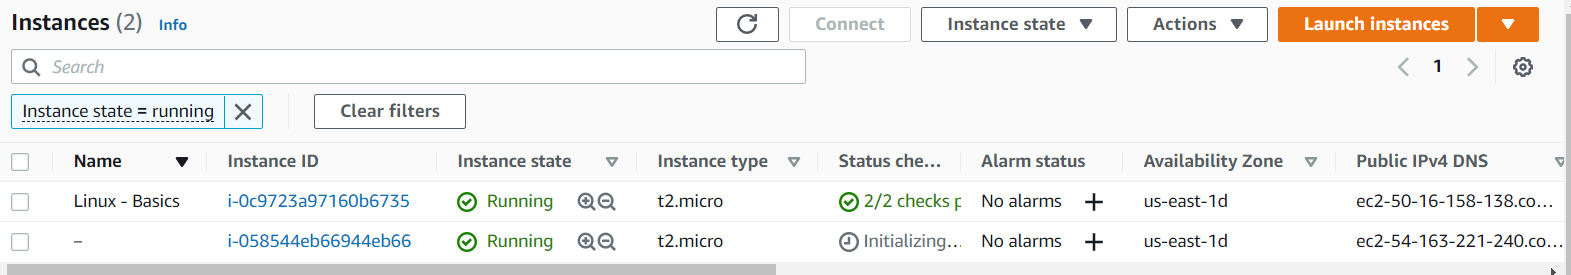 Instances (2) Info Connect Instance state Actions Launch instances
Search 1
Instance state = running Clear filters
Name Instance ID Instance state Instance type Status che... Alarm status Availability Zone Public IPv4 DNS
Linux - Basics i-0c9723a97160b6735 Running t2.micro 2/2 checks p No alarms + us-east-1d ec2-50-16-158-138.co...
– i-058544eb66944eb66 Running t2.micro Initializing... No alarms + us-east-1d ec2-54-163-221-240.co...